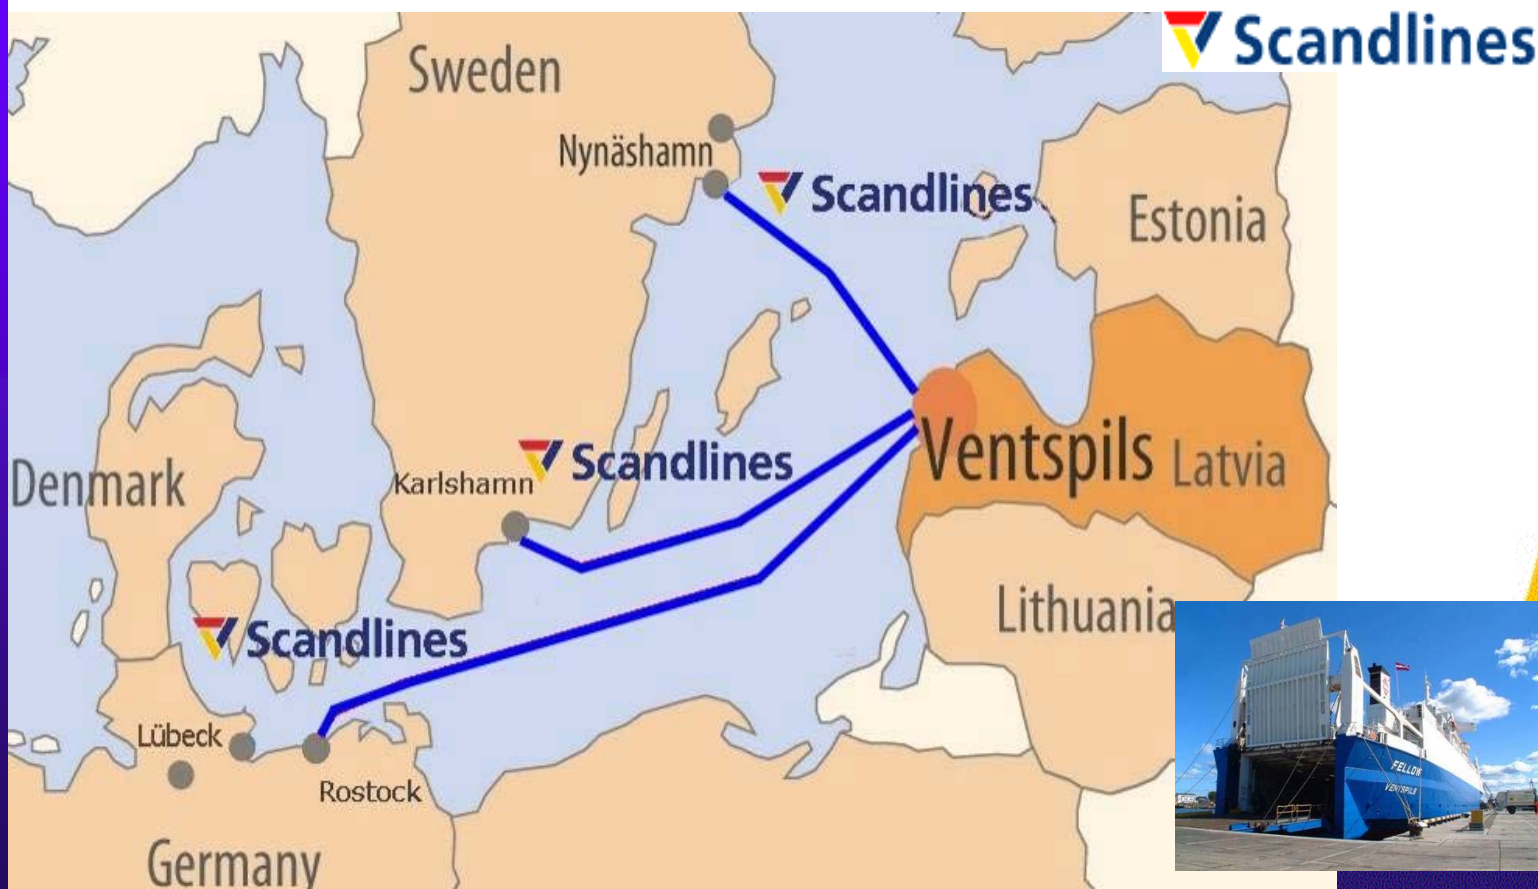 Scandlines
Sweden
Nynäshamn
Scandlines
Estonia
Ventspils
Latvia
Scandlines
Karlshamn
Denmark
Lithuania
Scandlines
Lübeck
Rostock
Germany
FELLOW
VENTSPILS